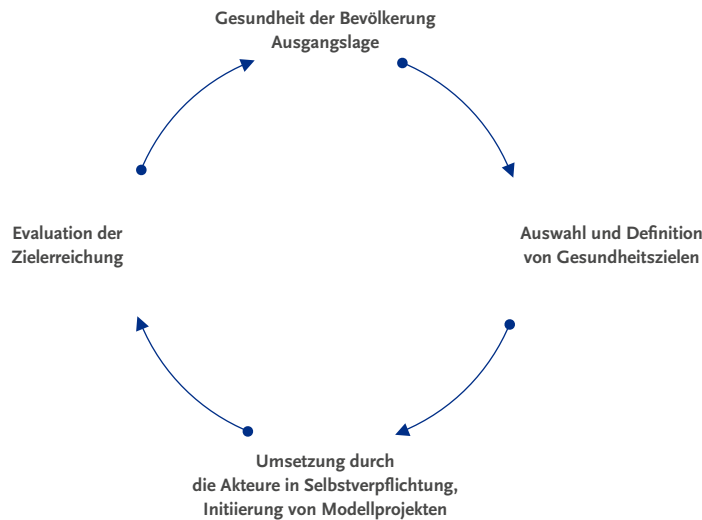 Gesundheit der Bevölkerung
Ausgangslage
Auswahl und Definition
von Gesundheitszielen
Umsetzung durch
die Akteure in Selbstverpflichtung,
Initiierung von Modellprojekten
Evaluation der
Zielerreichung